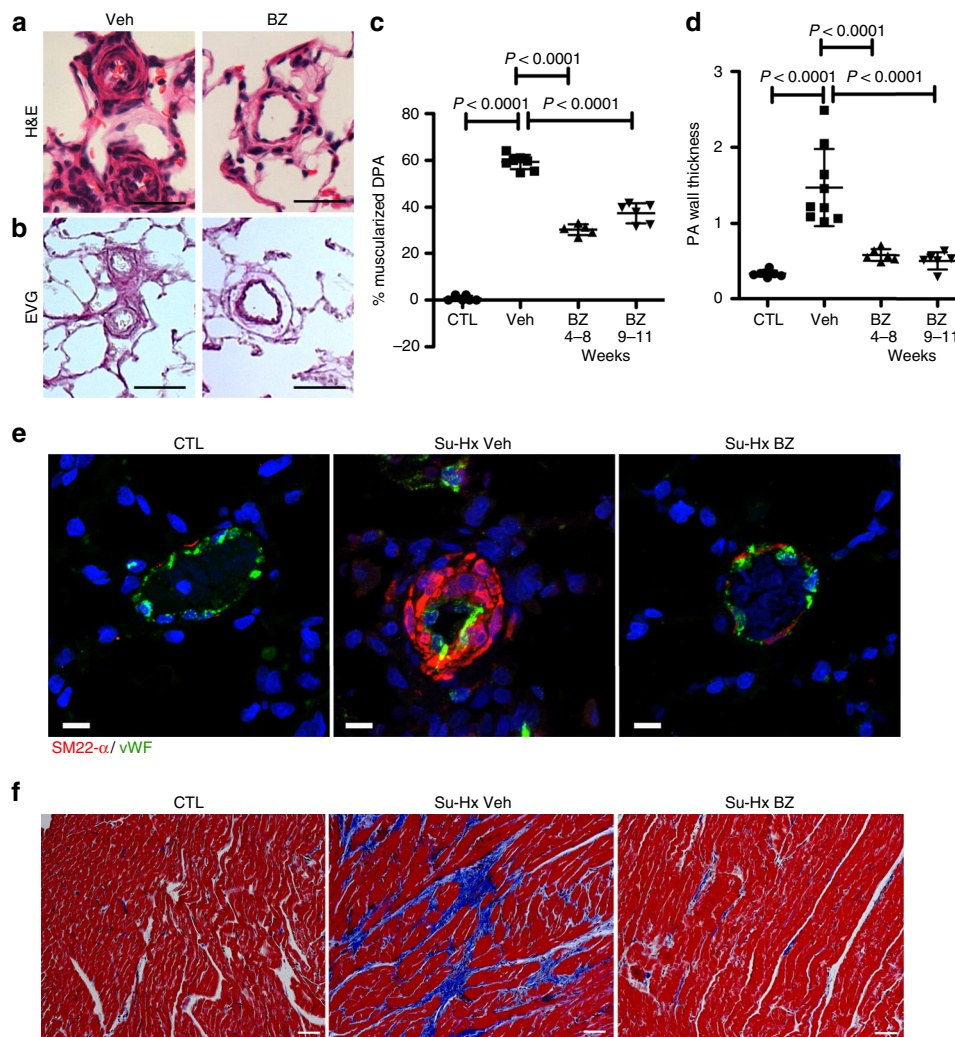 a
Veh
BZ
H&E
b
EVG
c
P < 0.0001
P < 0.0001
P < 0.0001
% muscularized DPA
80
60
40
20
0
–20
CTL
Veh
BZ
4–8
BZ
9–11
Weeks
d
P < 0.0001
P < 0.0001
P < 0.0001
PA wall thickness
3
2
1
0
CTL
Veh
BZ
4–8
BZ
9–11
Weeks
e
CTL
Su-Hx Veh
Su-Hx BZ
SM22-α/ vWF
f
CTL
Su-Hx Veh
Su-Hx BZ